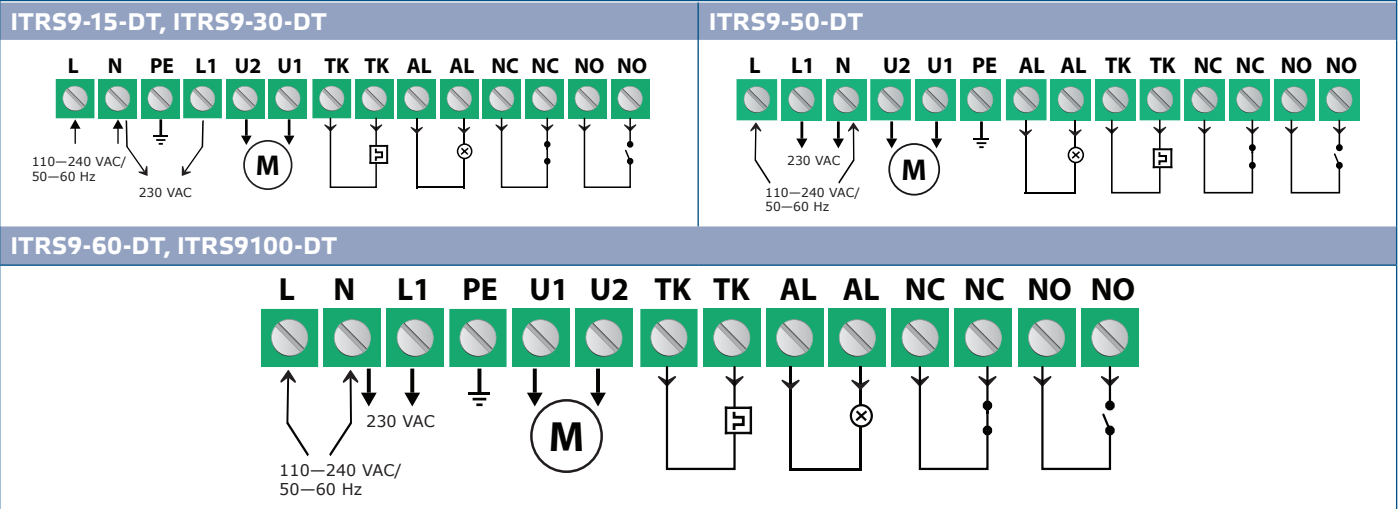 ITRS9-15-DT, ITRS9-30-DT
L N PE L1 U2 U1 TK TK AL AL NC NC NO NO
110—240 VAC/
50—60 Hz
230 VAC
M
ITRS9-50-DT
L L1 N U2 U1 PE AL AL TK TK NC NC NO NO
230 VAC
110—240 VAC/
50—60 Hz
M
ITRS9-60-DT, ITRS9100-DT
L N L1 PE U1 U2 TK TK AL AL NC NC NO NO
230 VAC
M
110—240 VAC/
50—60 Hz